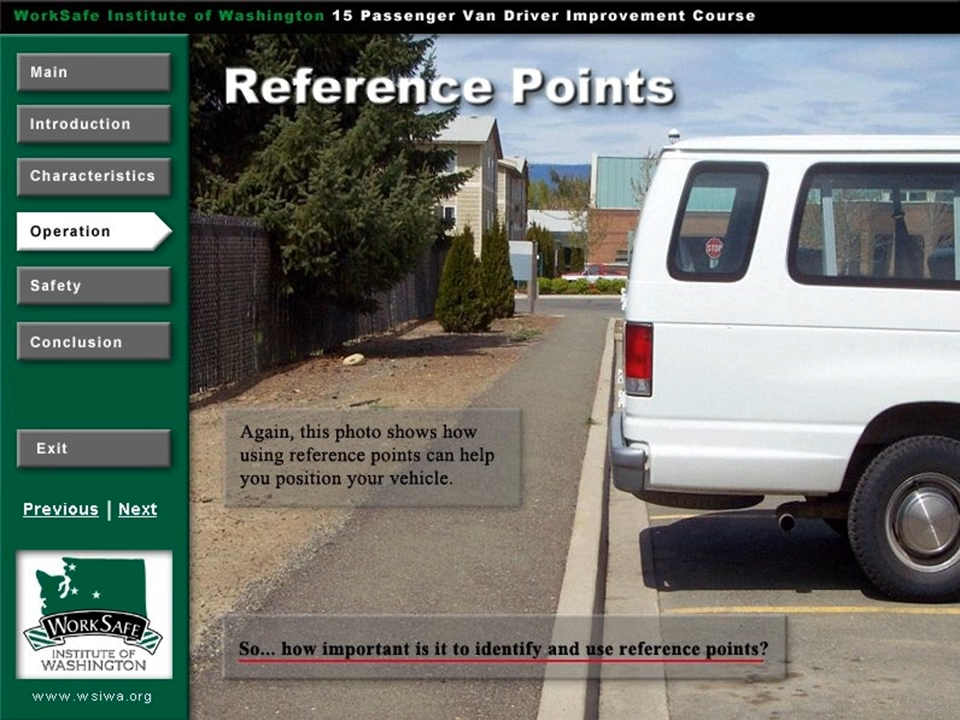 WorkSafe Institute of Washington 15 Passenger Van Driver Improvement Course
Main
Introduction
Characteristics
Operation
Safety
Conclusion
Exit
Previous | Next
WORKSAFE
INSTITUTE OF
WASHINGTON
www.wsiwa.org
Reference Points
STOP
Again, this photo shows how
using reference points can help
you position your vehicle.
So... how important is it to identify and use reference points?